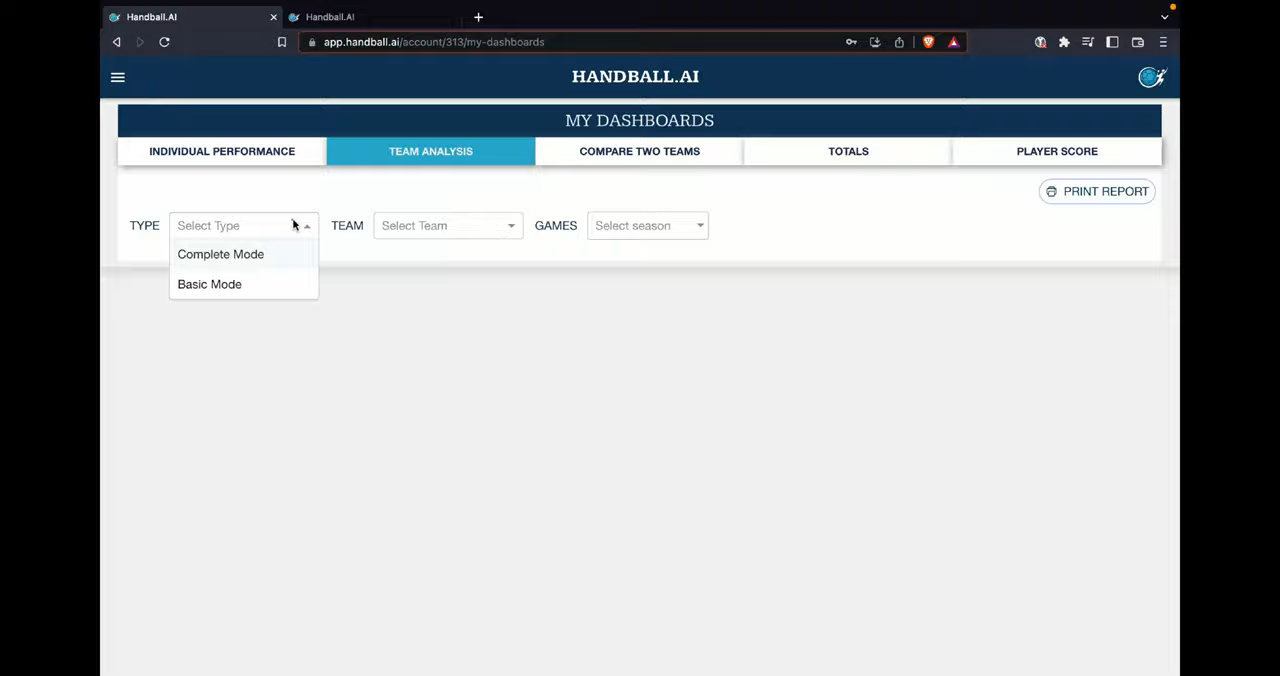 Handball.AI
Handball.AI
app.handball.ai/account/313/my-dashboards
HANDBALL.AI
MY DASHBOARDS
INDIVIDUAL PERFORMANCE
TEAM ANALYSIS
COMPARE TWO TEAMS
TOTALS
PLAYER SCORE
PRINT REPORT
TYPE Select Type TEAM Select Team GAMES Select season
Complete Mode
Basic Mode